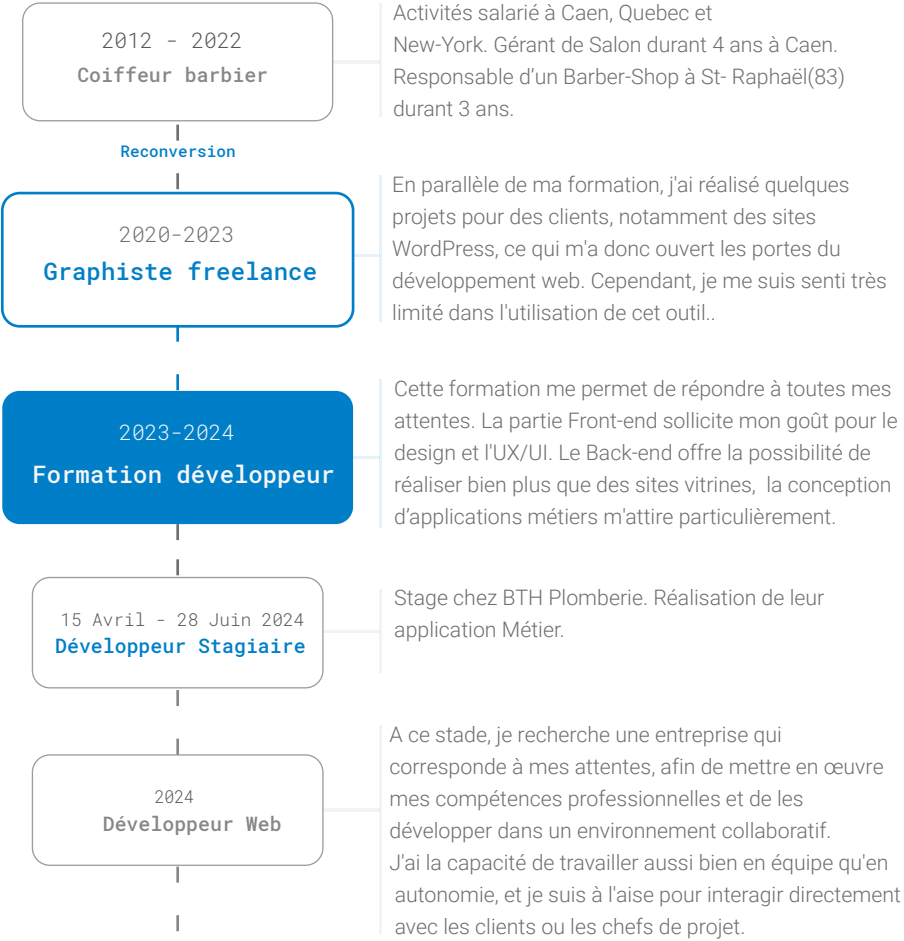 2012 - 2022
Coiffeur barbier
Activités salarié à Caen, Quebec et
New-York. Gérant de Salon durant 4 ans à Caen.
Responsable d’un Barber-Shop à St- Raphaël(83)
durant 3 ans.
Reconversion
2020-2023
Graphiste freelance
En parallèle de ma formation, j'ai réalisé quelques
projets pour des clients, notamment des sites
WordPress, ce qui m'a donc ouvert les portes du
développement web. Cependant, je me suis senti très
limité dans l'utilisation de cet outil..
2023-2024
Formation développeur
Cette formation me permet de répondre à toutes mes
attentes. La partie Front-end sollicite mon goût pour le
design et l'UX/UI. Le Back-end offre la possibilité de
réaliser bien plus que des sites vitrines, la conception
d’applications métiers m'attire particulièrement.
15 Avril - 28 Juin 2024
Développeur Stagiaire
Stage chez BTH Plomberie. Réalisation de leur
application Métier.
2024
Développeur Web
A ce stade, je recherche une entreprise qui
corresponde à mes attentes, afin de mettre en œuvre
mes compétences professionnelles et de les
développer dans un environnement collaboratif.
J'ai la capacité de travailler aussi bien en équipe qu'en
autonomie, et je suis à l'aise pour interagir directement
avec les clients ou les chefs de projet.